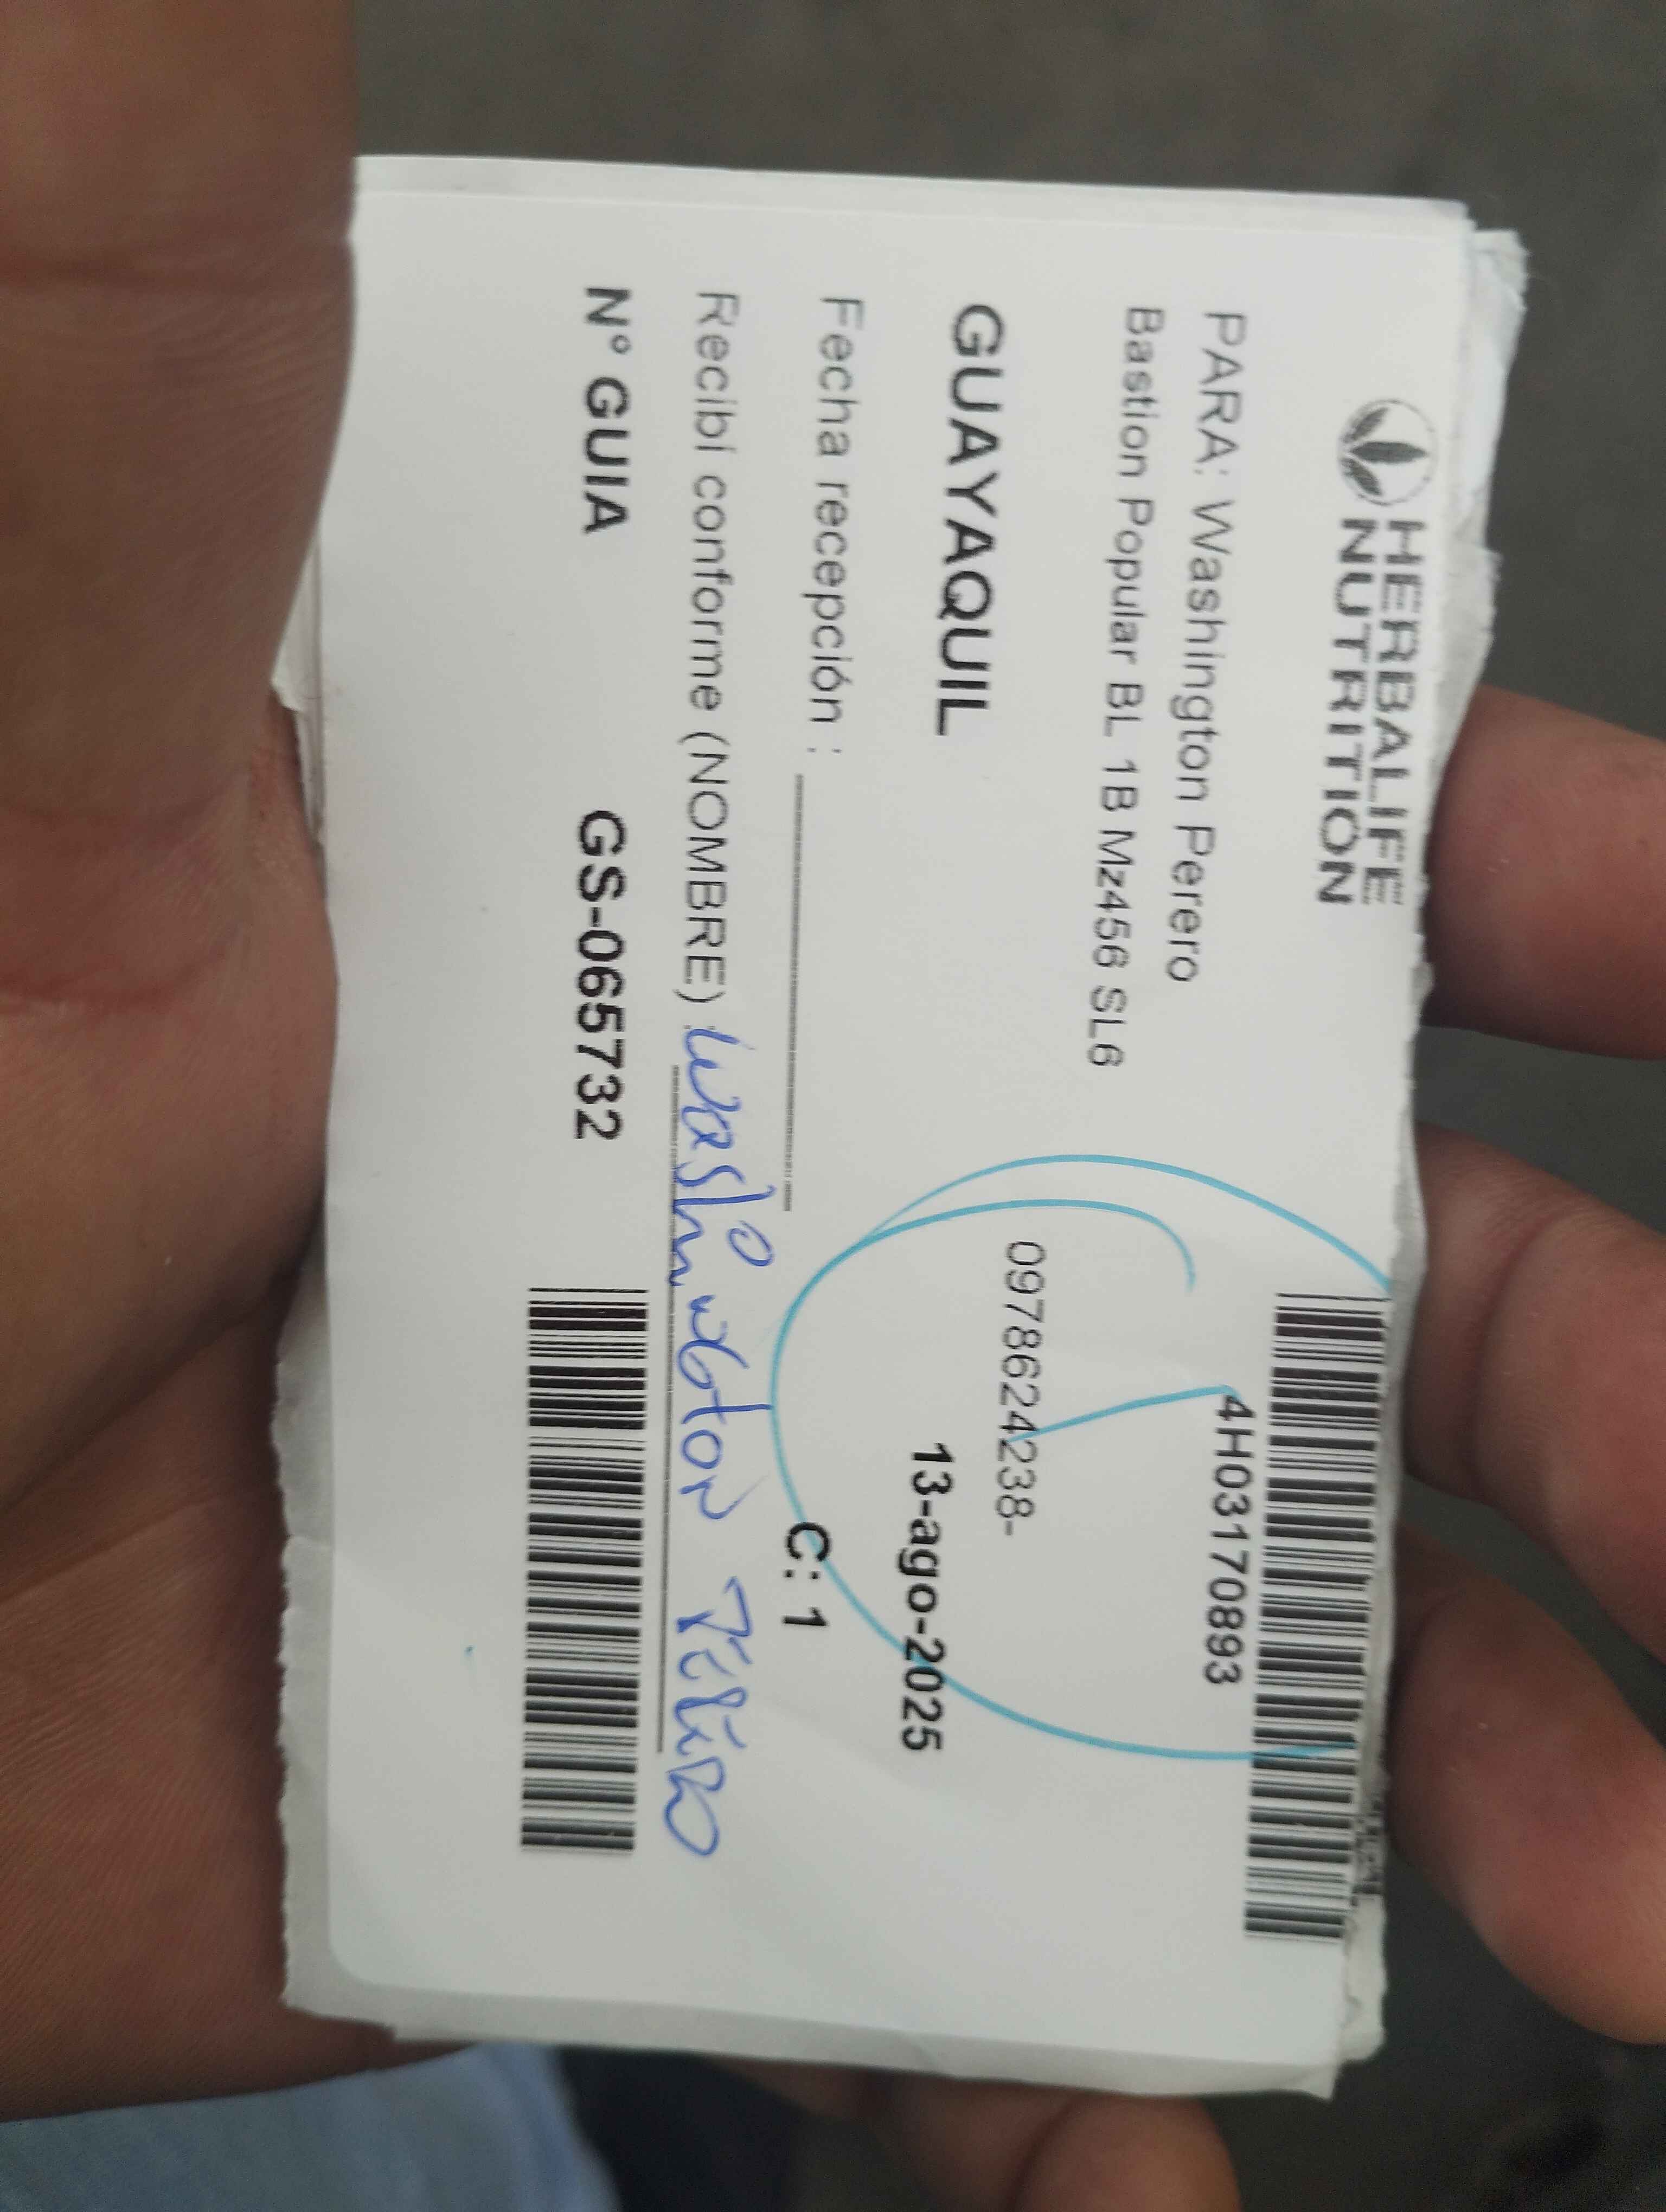 HERBALIFE
NUTRITION
4H03170893
PARA: Washington Perero
Bastion Popular BL 1B Mz456 SL6
0978624238-
GUAYAQUIL
13-ago-2025
Fecha recepción :
C: 1
Recibí conforme (NOMBRE)
N° GUIA GS-065732